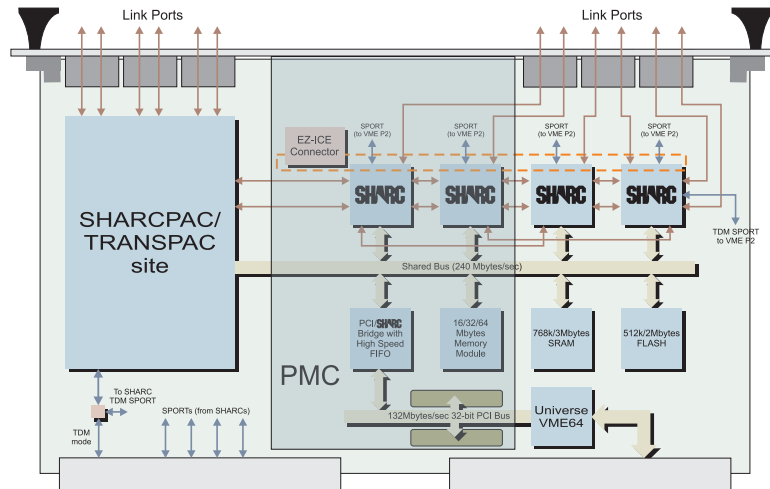 Link Ports
Link Ports
SPORT
(to VME P2)
SPORT
(to VME P2)
SPORT
(to VME P2)
SPORT
(to VME P2)
EZ-ICE
Connector
SHARC
SHARC
SHARC
SHARC
SHARCPAC/
TRANSPAC
site
TDM SPORT
to VME P2
Shared Bus (240 Mbytes/sec)
PCI/SHARC
Bridge with
High Speed
FIFO
16/32/64
Mbytes
Memory
Module
768k/3Mbytes
SRAM
512k/2Mbytes
FLASH
PMC
To SHARC
TDM SPORT
SPORTs (from SHARCs)
TDM
mode
132Mbytes/sec 32-bit PCI Bus
Universe
VME64